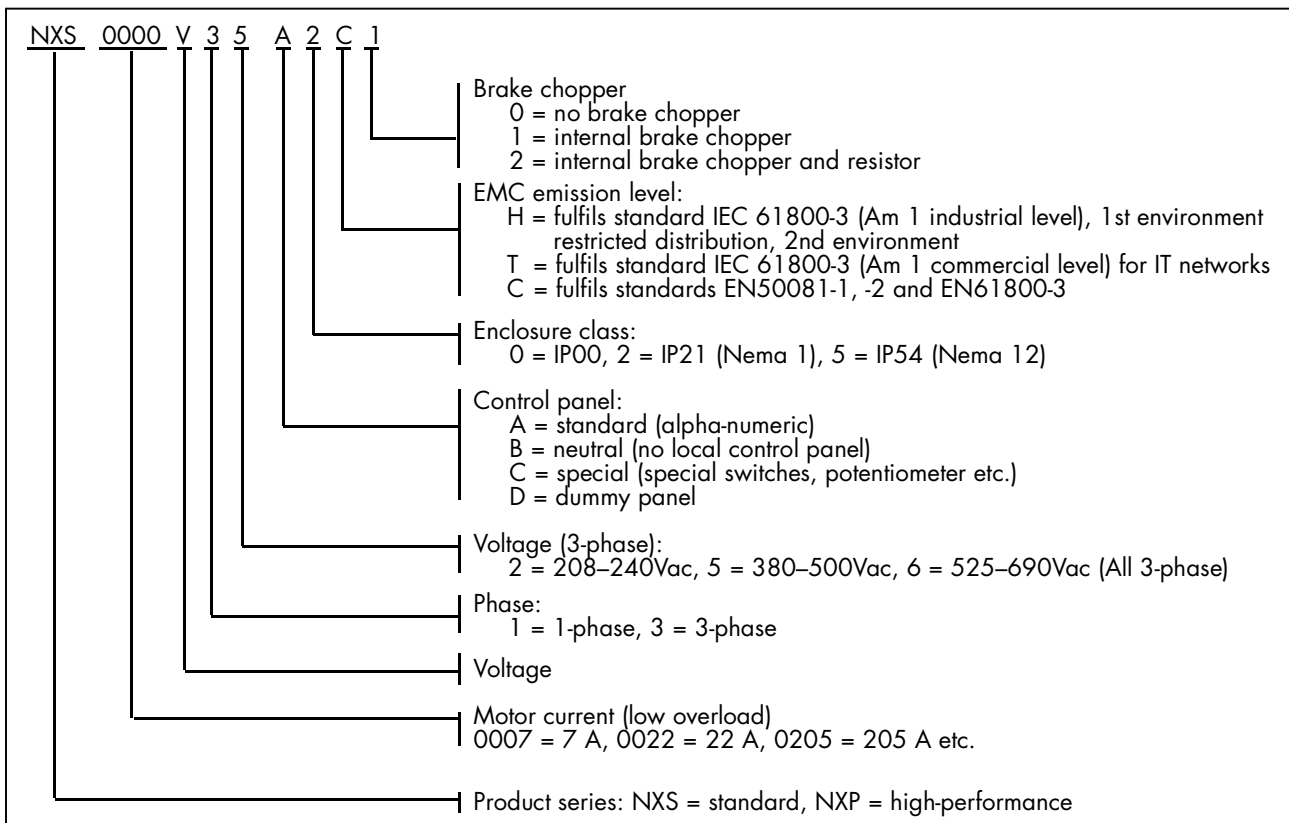 NXS 0000 V 3 5 A 2 C 1
Brake chopper
0 = no brake chopper
1 = internal brake chopper
2 = internal brake chopper and resistor
EMC emission level:
H = fulfils standard IEC 61800-3 (Am 1 industrial level), 1st environment
restricted distribution, 2nd environment
T = fulfils standard IEC 61800-3 (Am 1 commercial level) for IT networks
C = fulfils standards EN50081-1, -2 and EN61800-3
Enclosure class:
0 = IP00, 2 = IP21 (Nema 1), 5 = IP54 (Nema 12)
Control panel:
A = standard (alpha-numeric)
B = neutral (no local control panel)
C = special (special switches, potentiometer etc.)
D = dummy panel
Voltage (3-phase):
2 = 208–240Vac, 5 = 380–500Vac, 6 = 525–690Vac (All 3-phase)
Phase:
1 = 1-phase, 3 = 3-phase
Voltage
Motor current (low overload)
0007 = 7 A, 0022 = 22 A, 0205 = 205 A etc.
Product series: NXS = standard, NXP = high-performance